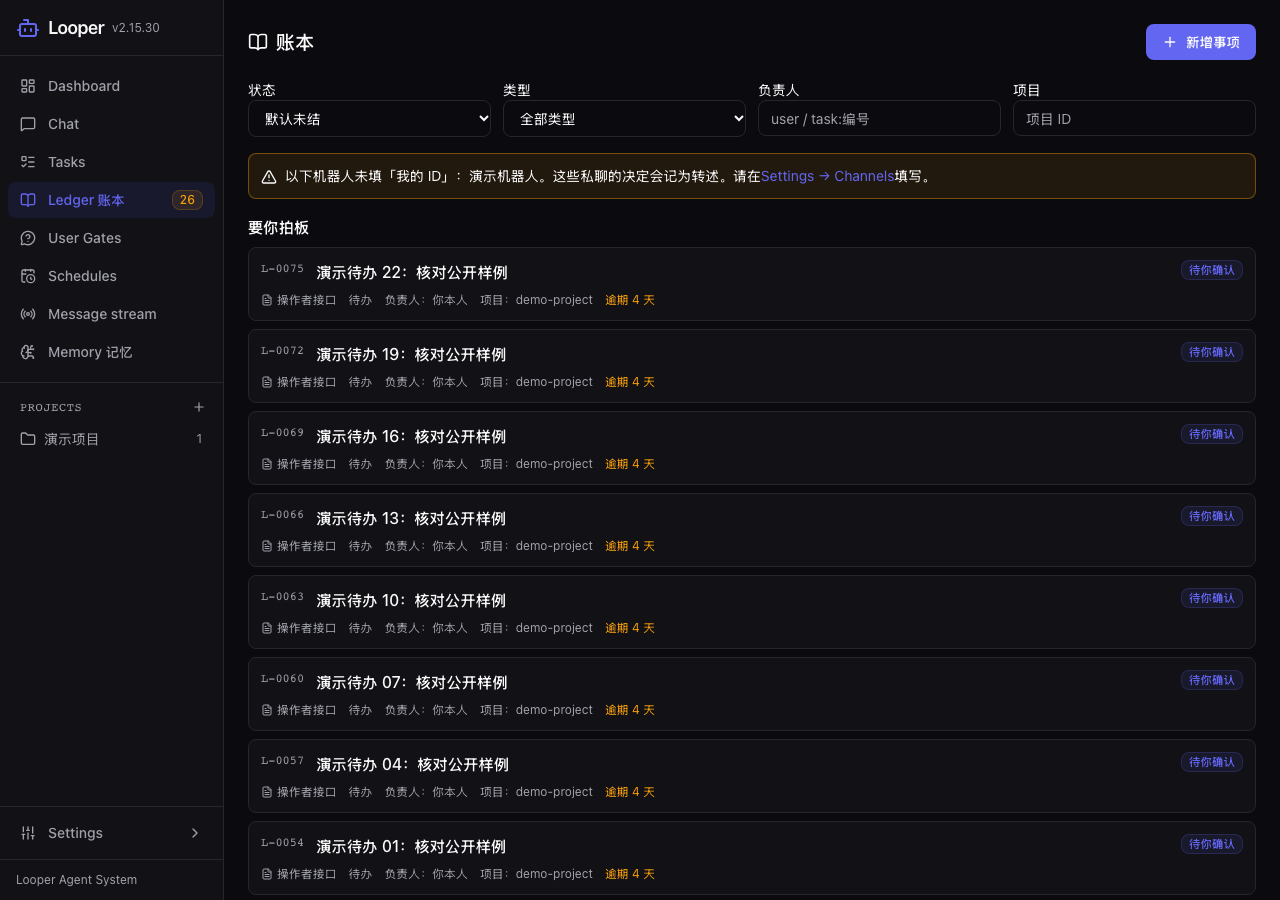 Looper v2.15.30
Dashboard
Chat
Tasks
Ledger 账本 26
User Gates
Schedules
Message stream
Memory 记忆
PROJECTS
演示项目 1
Settings
Looper Agent System
账本
新增事项
状态 类型 负责人 项目
默认未结 全部类型 user / task:编号 项目 ID
以下机器人未填「我的 ID」：演示机器人。这些私聊的决定会记为转述。请在Settings → Channels填写。
要你拍板
L-0075 演示待办 22：核对公开样例 待你确认
操作者接口 待办 负责人：你本人 项目：demo-project 逾期 4 天
L-0072 演示待办 19：核对公开样例 待你确认
操作者接口 待办 负责人：你本人 项目：demo-project 逾期 4 天
L-0069 演示待办 16：核对公开样例 待你确认
操作者接口 待办 负责人：你本人 项目：demo-project 逾期 4 天
L-0066 演示待办 13：核对公开样例 待你确认
操作者接口 待办 负责人：你本人 项目：demo-project 逾期 4 天
L-0063 演示待办 10：核对公开样例 待你确认
操作者接口 待办 负责人：你本人 项目：demo-project 逾期 4 天
L-0060 演示待办 07：核对公开样例 待你确认
操作者接口 待办 负责人：你本人 项目：demo-project 逾期 4 天
L-0057 演示待办 04：核对公开样例 待你确认
操作者接口 待办 负责人：你本人 项目：demo-project 逾期 4 天
L-0054 演示待办 01：核对公开样例 待你确认
操作者接口 待办 负责人：你本人 项目：demo-project 逾期 4 天